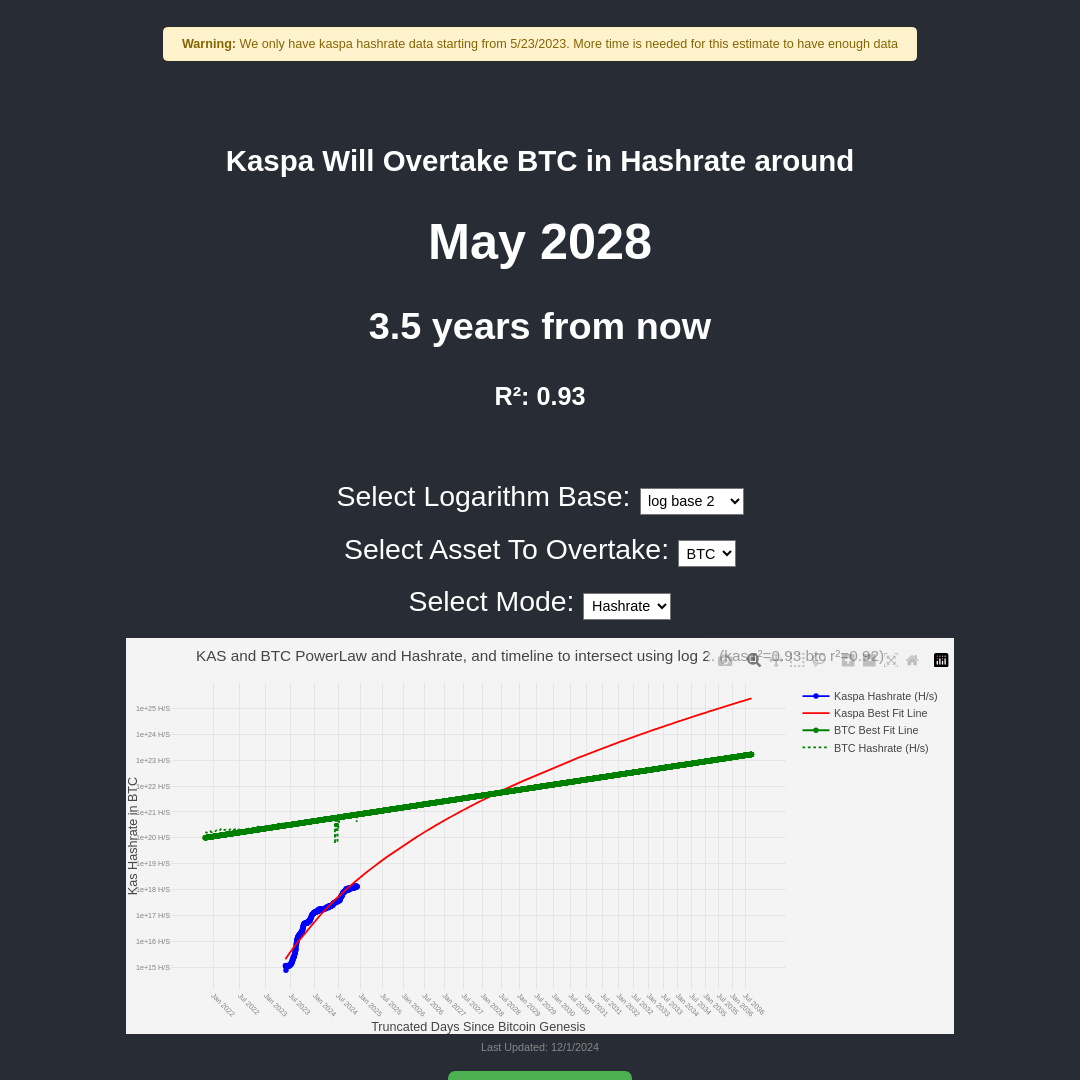 Warning: We only have kaspa hashrate data starting from 5/23/2023. More time is needed for this estimate to have enough data
Kaspa Will Overtake BTC in Hashrate around
May 2028
3.5 years from now
R²: 0.93
Select Logarithm Base: log base 2
Select Asset To Overtake: BTC
Select Mode: Hashrate
KAS and BTC PowerLaw and Hashrate, and timeline to intersect using log 2. (kas r²=0.93 btc r²=0.92)
Kaspa Hashrate (H/s)
Kaspa Best Fit Line
BTC Best Fit Line
BTC Hashrate (H/s)
Kas Hashrate in BTC
1e+25 H/S
1e+24 H/S
1e+23 H/S
1e+22 H/S
1e+21 H/S
1e+20 H/S
1e+19 H/S
1e+18 H/S
1e+17 H/S
1e+16 H/S
1e+15 H/S
Jan 2022
Jul 2022
Jan 2023
Jul 2023
Jan 2024
Jul 2024
Jan 2025
Jul 2025
Jan 2026
Jul 2026
Jan 2027
Jul 2027
Jan 2028
Jul 2028
Jan 2029
Jul 2029
Jan 2030
Jul 2030
Jan 2031
Jul 2031
Jan 2032
Jul 2032
Jan 2033
Jul 2033
Jan 2034
Jul 2034
Jan 2035
Jul 2035
Jan 2036
Jul 2036
Truncated Days Since Bitcoin Genesis
Last Updated: 12/1/2024